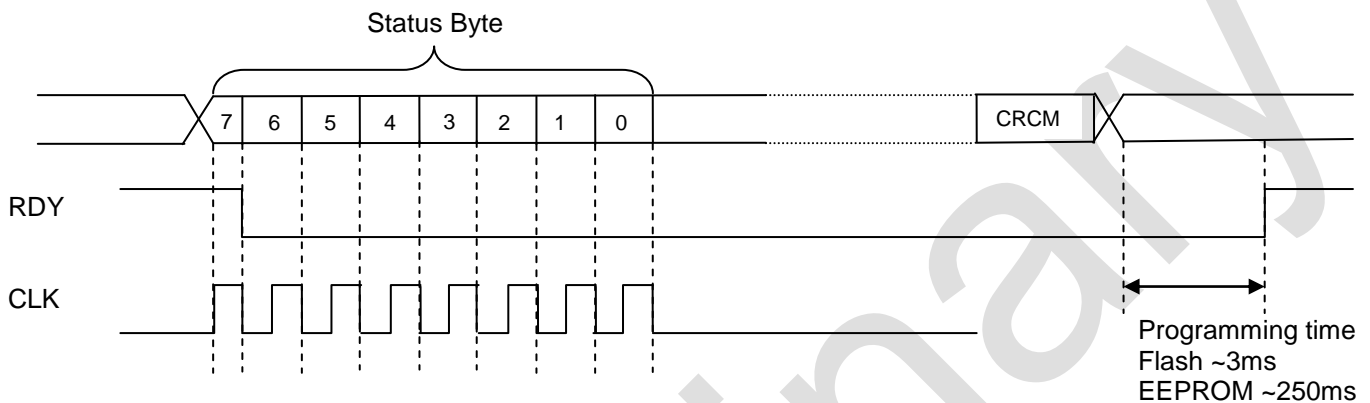 Status Byte
7 6 5 4 3 2 1 0 CRCM
RDY
CLK
Programming time
Flash ~3ms
EEPROM ~250ms